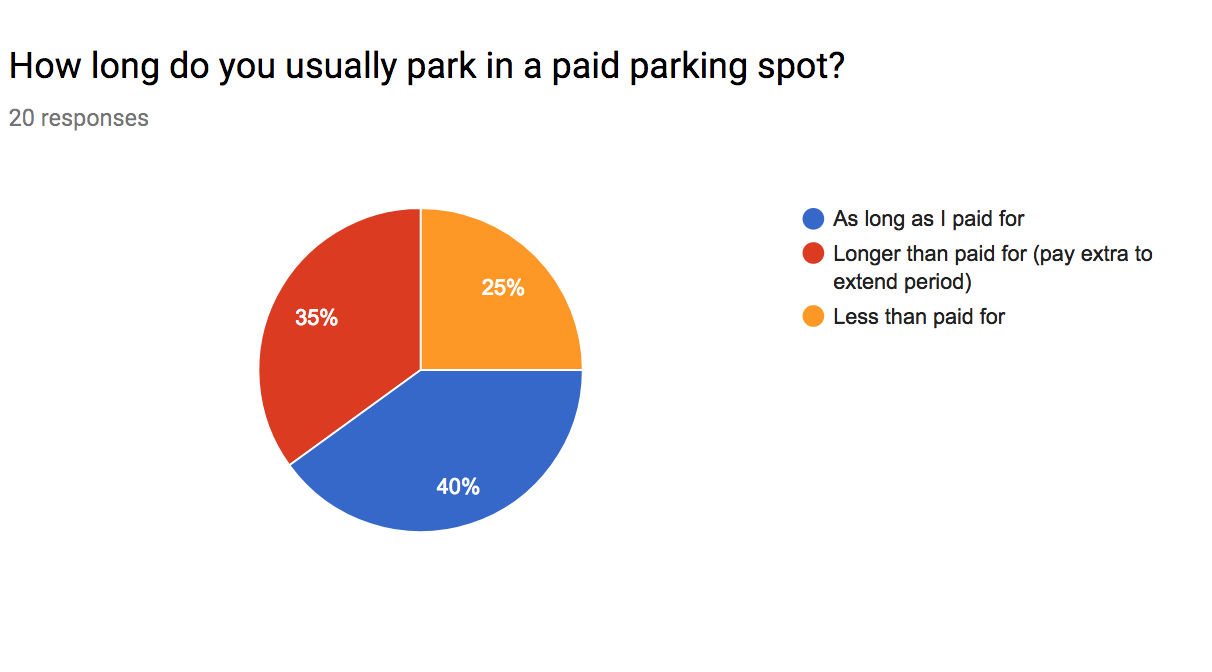 How long do you usually park in a paid parking spot?
20 responses
25%
35%
40%
As long as I paid for
Longer than paid for (pay extra to
extend period)
Less than paid for